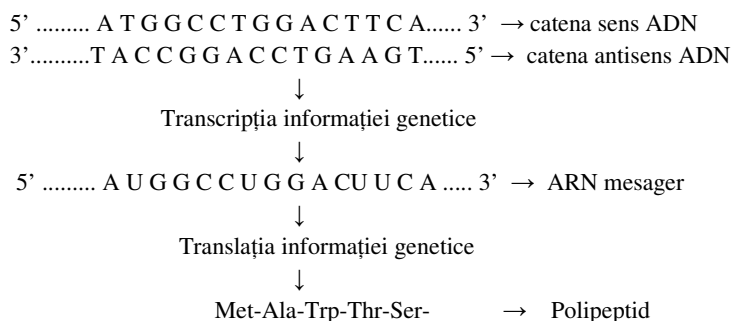 5’ ......... A T G G C C T G G A C T T C A...... 3’ → catena sens ADN
3’..........T A C C G G A C C T G A A G T...... 5’ → catena antisens ADN
↓
Transcripția informației genetice
↓
5’ ......... A U G G C C U G G A CU U C A ..... 3’ → ARN mesager
↓
Translația informației genetice
↓
Met-Ala-Trp-Thr-Ser- → Polipeptid